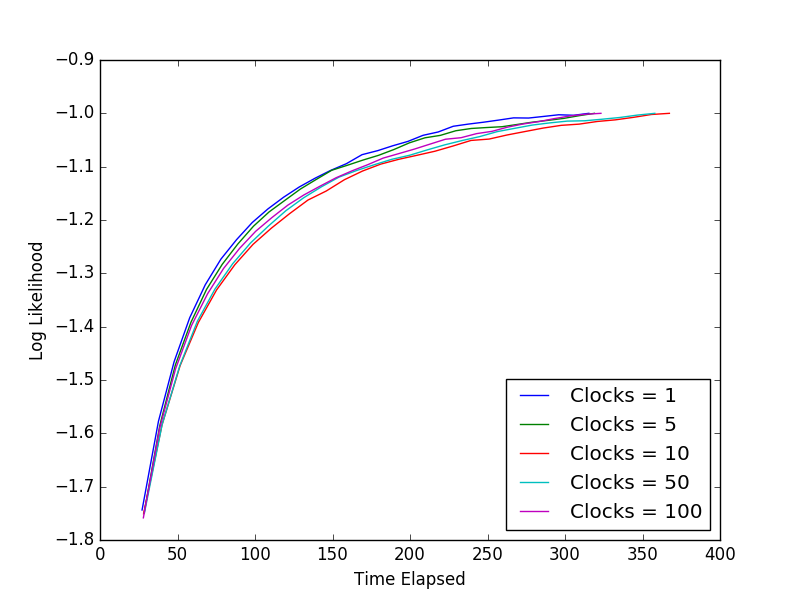 −0.9
−1.0
−1.1
−1.2
−1.3
−1.4
−1.5
−1.6
−1.7
−1.8
Log Likelihood
0 50 100 150 200 250 300 350 400
Time Elapsed
Clocks = 1
Clocks = 5
Clocks = 10
Clocks = 50
Clocks = 100